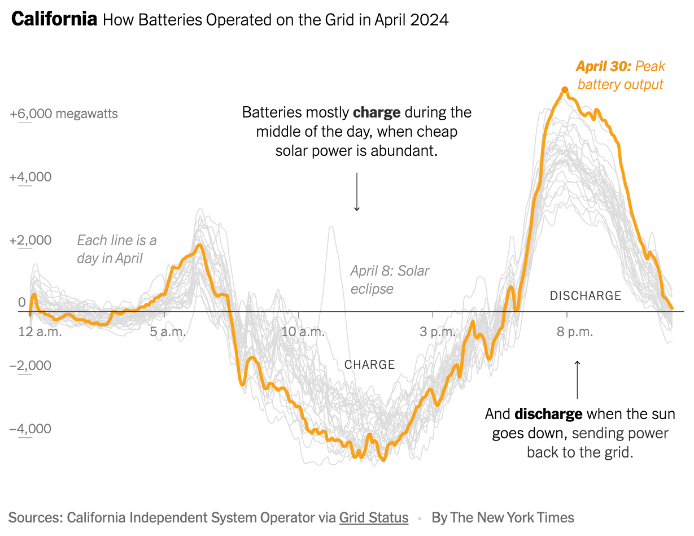 California How Batteries Operated on the Grid in April 2024
April 30: Peak
battery output
+6,000 megawatts
Batteries mostly charge during the
middle of the day, when cheap
solar power is abundant.
+4,000
+2,000
Each line is a
day in April
April 8: Solar
eclipse
DISCHARGE
0
12 a.m.
5 a.m.
10 a.m.
3 p.m.
8 p.m.
CHARGE
−2,000
And discharge when the sun
goes down, sending power
back to the grid.
−4,000
Sources: California Independent System Operator via Grid Status • By The New York Times